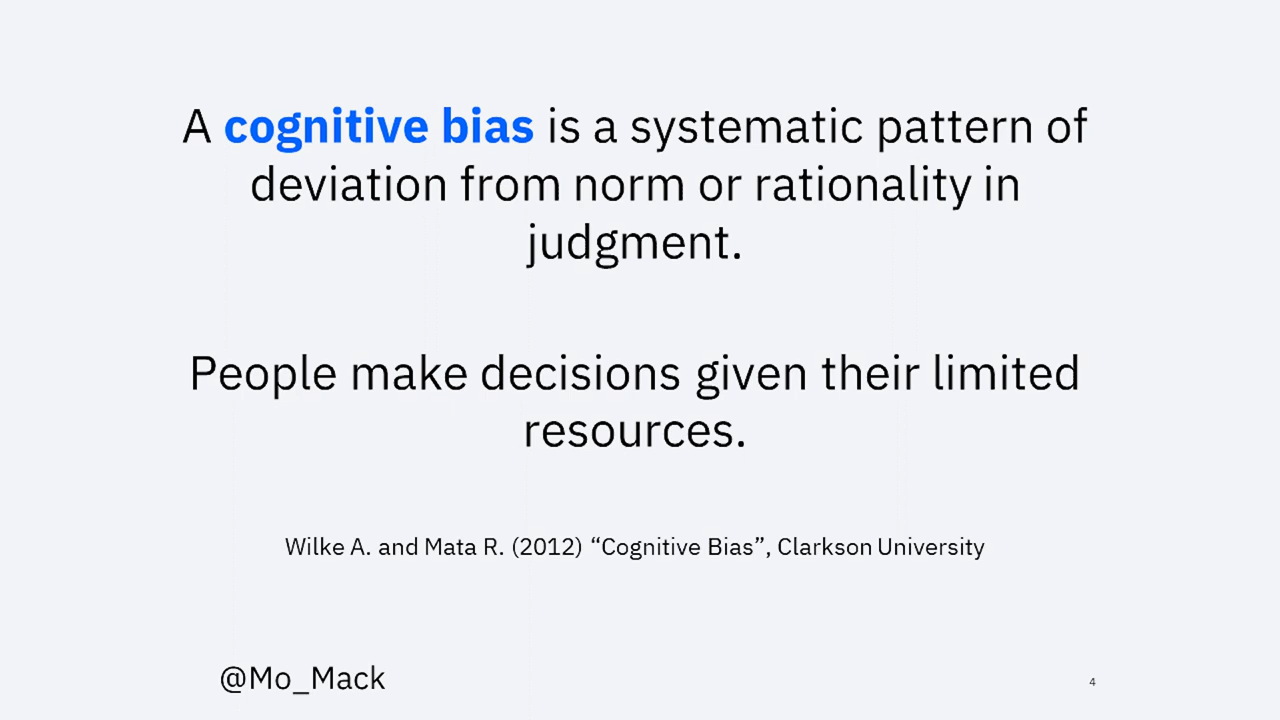 A cognitive bias is a systematic pattern of
deviation from norm or rationality in
judgment.
People make decisions given their limited
resources.
Wilke A. and Mata R. (2012) “Cognitive Bias”, Clarkson University
@Mo_Mack
4